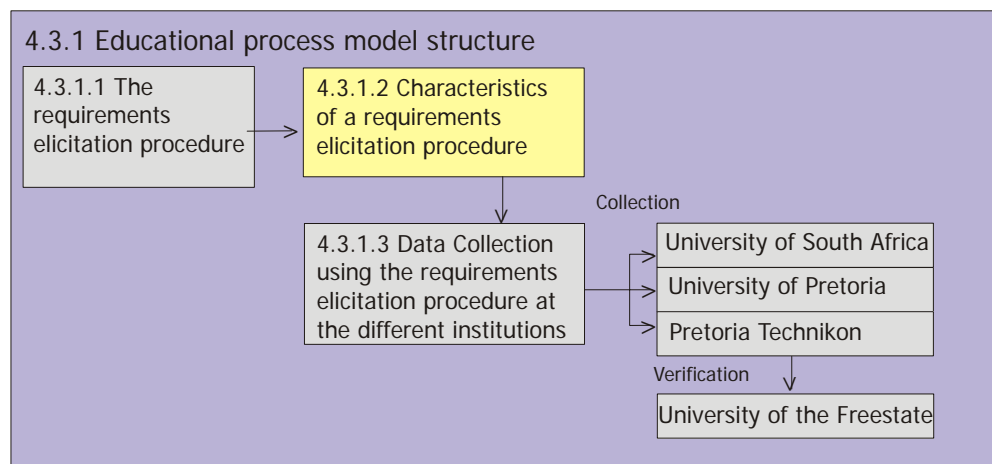 4.3.1 Educational process model structure
4.3.1.1 The
requirements
elicitation procedure
4.3.1.2 Characteristics
of a requirements
elicitation procedure
4.3.1.3 Data Collection
using the requirements
elicitation procedure at
the different institutions
Collection
University of South Africa
University of Pretoria
Pretoria Technikon
Verification
University of the Freestate